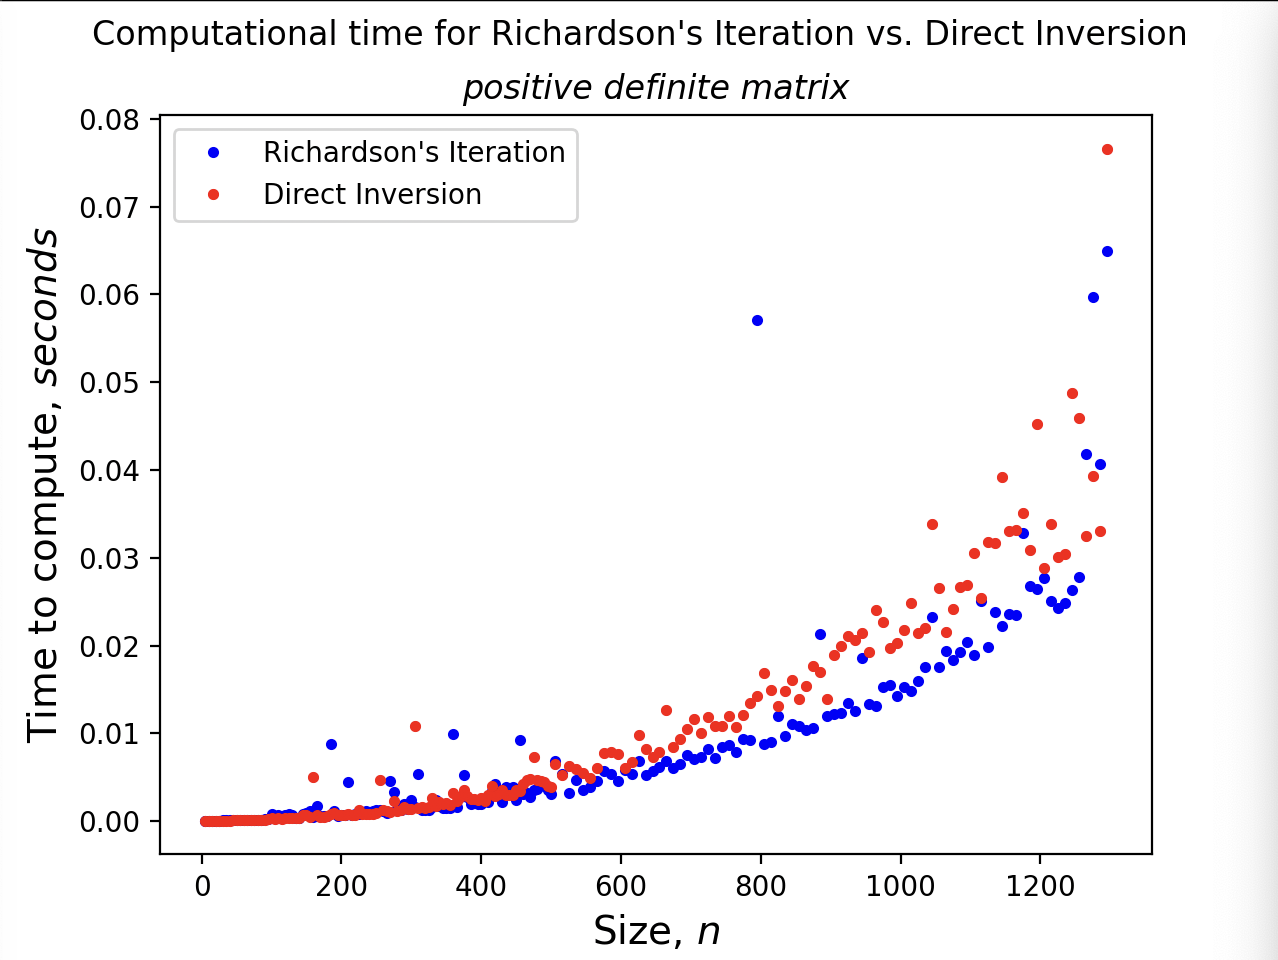 Computational time for Richardson's Iteration vs. Direct Inversion
positive definite matrix
Richardson's Iteration
Direct Inversion
0.08
0.07
0.06
0.05
0.04
0.03
0.02
0.01
0.00
Time to compute, seconds
0 200 400 600 800 1000 1200
Size, n